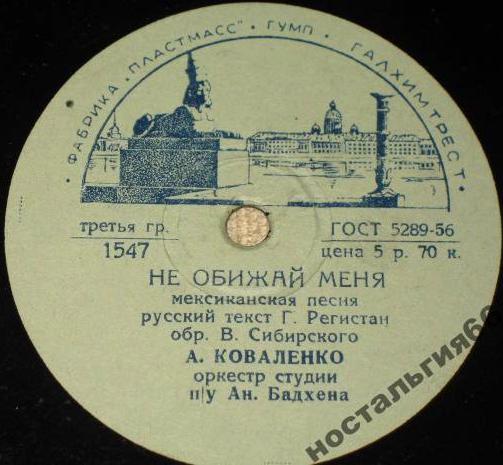 · ФАБРИКА „ПЛАСТМАСС" · ГУМП · ГАЛХИМТРЕСТ ·
третья гр.
1547
ГОСТ 5289-56
цена 5 р. 70 к.
НЕ ОБИЖАЙ МЕНЯ
мексиканская песня
русский текст Г. Регистан
обр. В. Сибирского
А. КОВАЛЕНКО
оркестр студии
п/у Ан. Бадхена
ностальгия60